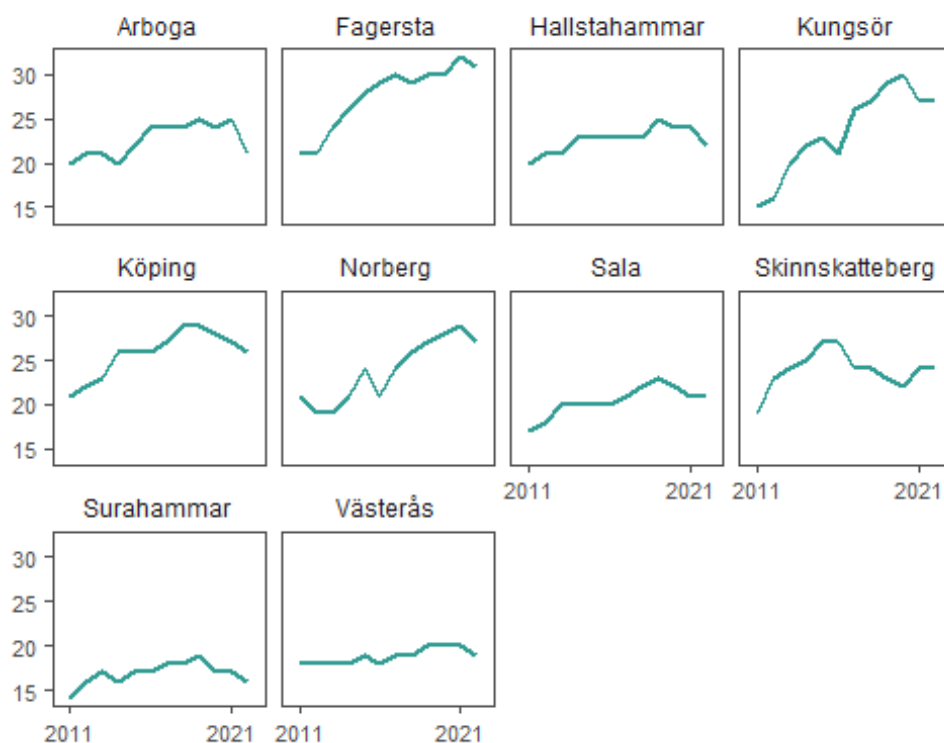 Arboga Fagersta Hallstahammar Kungsör
30
25
20
15
Köping Norberg Sala Skinnskatteberg
30
25
20
15
2011 2021 2011 2021
Surahammar Västerås
30
25
20
15
2011 2021 2011 2021